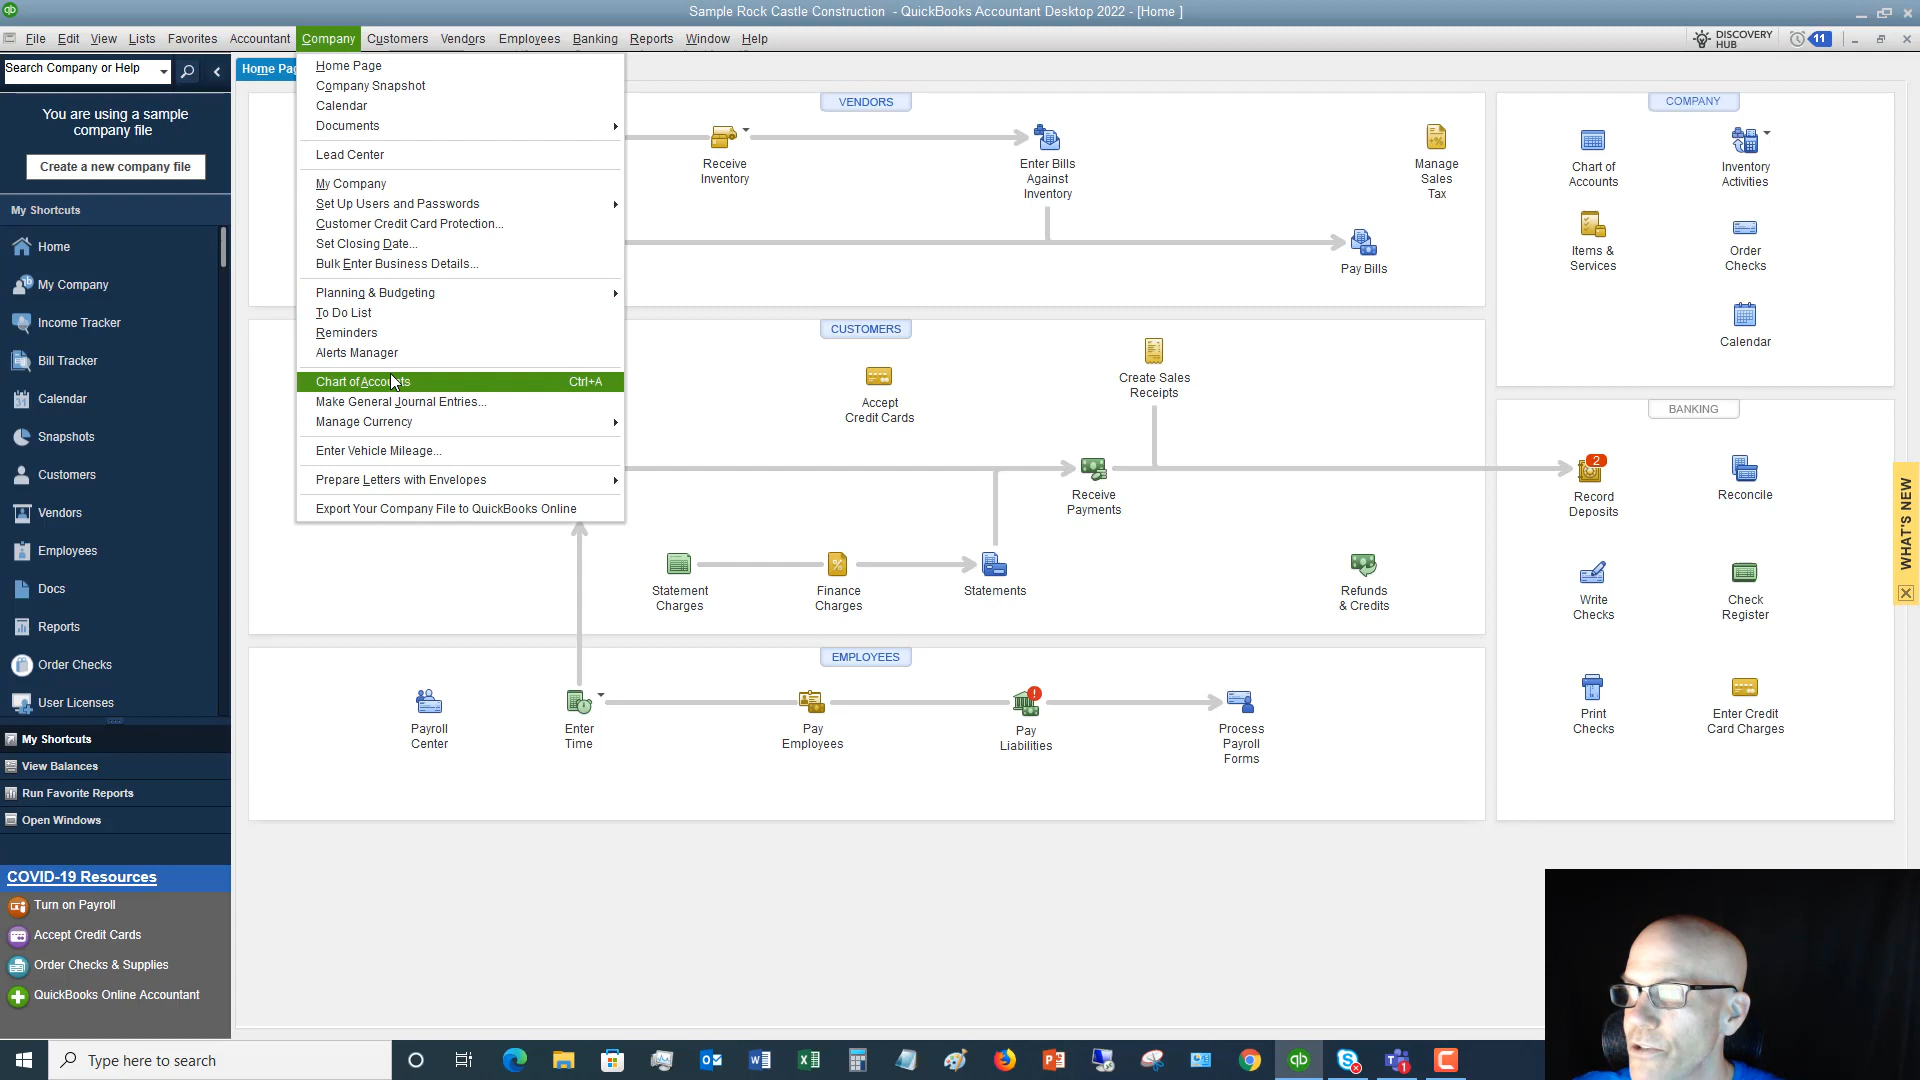 Sample Rock Castle Construction - QuickBooks Accountant Desktop 2022 - [Home ]
File Edit View Lists Favorites Accountant Company Customers Vendors Employees Banking Reports Window Help
DISCOVERY
HUB
11
Search Company or Help
You are using a sample
company file
Create a new company file
My Shortcuts
Home
My Company
Income Tracker
Bill Tracker
Calendar
Snapshots
Customers
Vendors
Employees
Docs
Reports
Order Checks
User Licenses
My Shortcuts
View Balances
Run Favorite Reports
Open Windows
COVID-19 Resources
Turn on Payroll
Accept Credit Cards
Order Checks & Supplies
QuickBooks Online Accountant
Home Page
Company Snapshot
Calendar
Documents
Lead Center
My Company
Set Up Users and Passwords
Customer Credit Card Protection...
Set Closing Date...
Bulk Enter Business Details...
Planning & Budgeting
To Do List
Reminders
Alerts Manager
Chart of Accounts Ctrl+A
Make General Journal Entries...
Manage Currency
Enter Vehicle Mileage...
Prepare Letters with Envelopes
Export Your Company File to QuickBooks Online
VENDORS
Receive
Inventory
Enter Bills
Against
Inventory
Manage
Sales
Tax
Pay Bills
CUSTOMERS
Accept
Credit Cards
Create Sales
Receipts
Receive
Payments
Statement
Charges
Finance
Charges
Statements
Refunds
& Credits
EMPLOYEES
Payroll
Center
Enter
Time
Pay
Employees
Pay
Liabilities
Process
Payroll
Forms
COMPANY
Chart of
Accounts
Inventory
Activities
Items &
Services
Order
Checks
Calendar
BANKING
2
Record
Deposits
Reconcile
Write
Checks
Check
Register
Print
Checks
Enter Credit
Card Charges
WHAT'S NEW
Type here to search